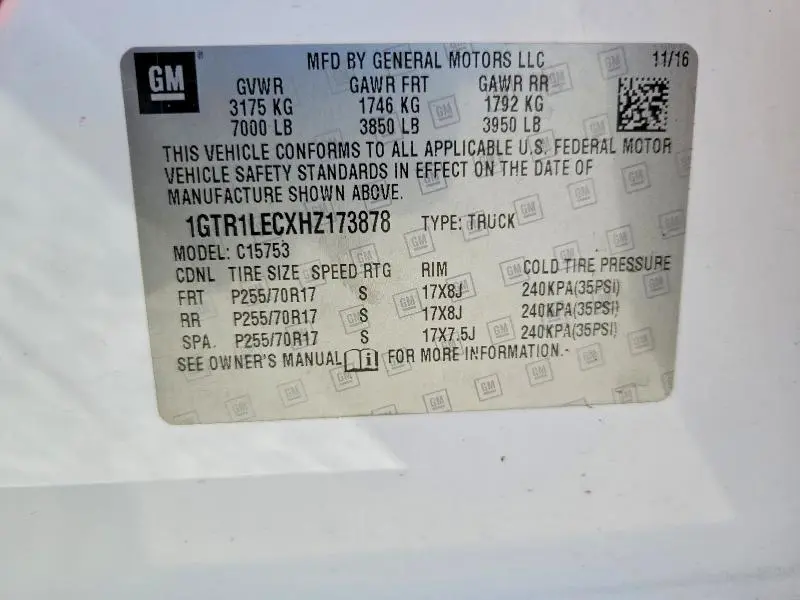 GM
MFD BY GENERAL MOTORS LLC 11/16
GVWR GAWR FRT GAWR RR
3175 KG 1746 KG 1792 KG
7000 LB 3850 LB 3950 LB
THIS VEHICLE CONFORMS TO ALL APPLICABLE U.S. FEDERAL MOTOR
VEHICLE SAFETY STANDARDS IN EFFECT ON THE DATE OF
MANUFACTURE SHOWN ABOVE.
1GTR1LECXHZ173878 TYPE: TRUCK
MODEL: C15753
CDNL TIRE SIZE SPEED RTG RIM COLD TIRE PRESSURE
FRT P255/70R17 S 17X8J 240KPA(35PSI)
RR P255/70R17 S 17X8J 240KPA(35PSI)
SPA P255/70R17 S 17X7.5J 240KPA(35PSI)
SEE OWNER'S MANUAL FOR MORE INFORMATION.